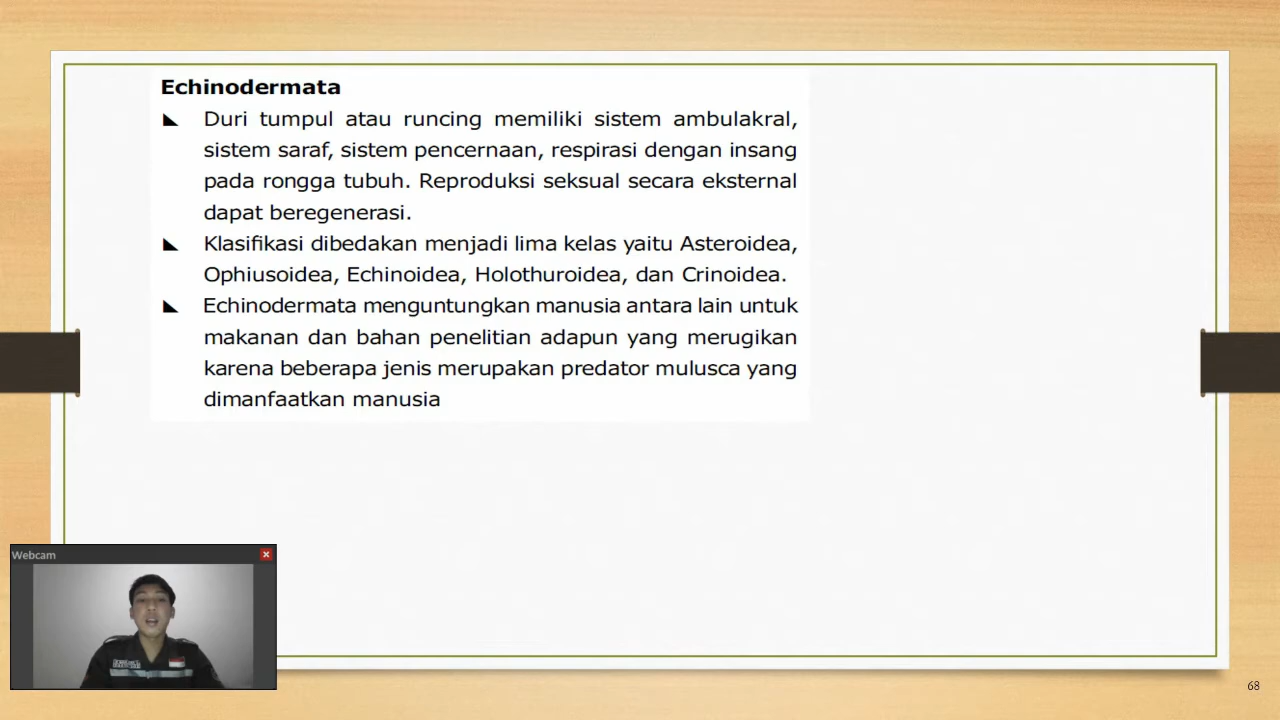 Echinodermata
Duri tumpul atau runcing memiliki sistem ambulakral,
sistem saraf, sistem pencernaan, respirasi dengan insang
pada rongga tubuh. Reproduksi seksual secara eksternal
dapat beregenerasi.
Klasifikasi dibedakan menjadi lima kelas yaitu Asteroidea,
Ophiusoidea, Echinoidea, Holothuroidea, dan Crinoidea.
Echinodermata menguntungkan manusia antara lain untuk
makanan dan bahan penelitian adapun yang merugikan
karena beberapa jenis merupakan predator mulusca yang
dimanfaatkan manusia
Webcam
68